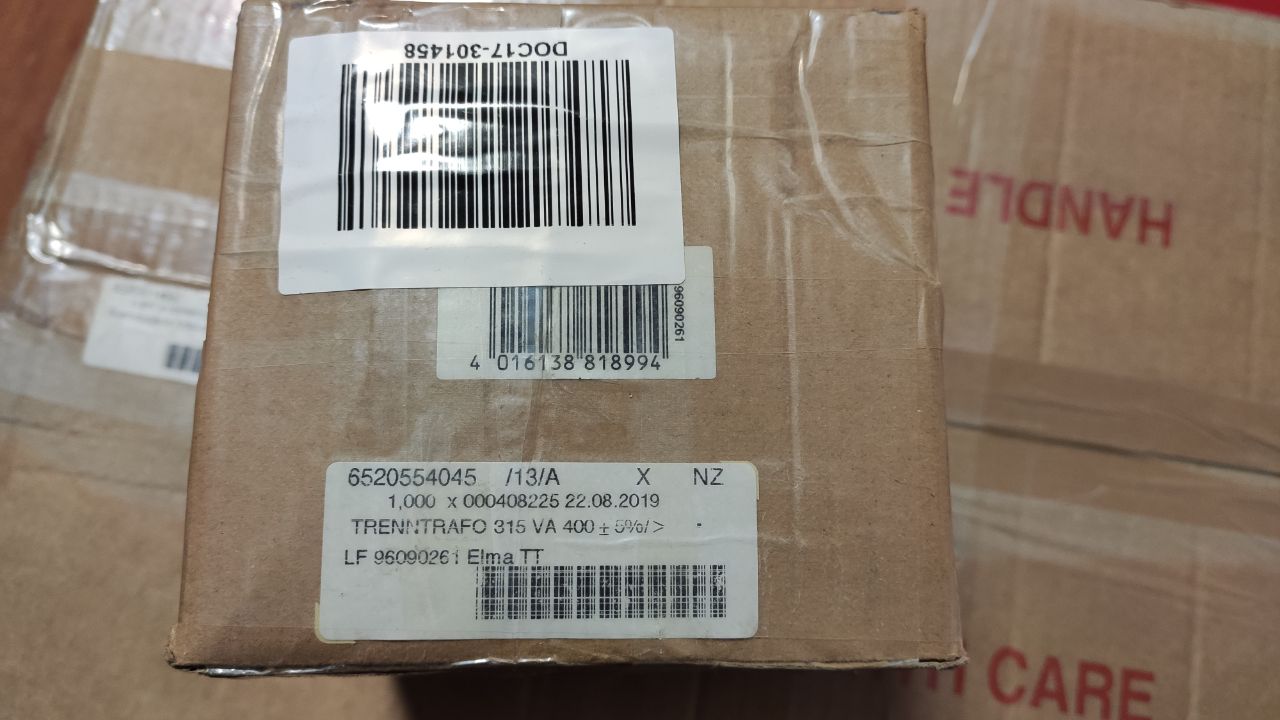 DOC17-301458
96090261
4 016138 818994
6520554045 /13/A X NZ
1,000 x 000408225 22.08.2019
TRENNTRAFO 315 VA 400 ± 5%/> -
LF 96090261 Elma TT
HANDLE
CARE